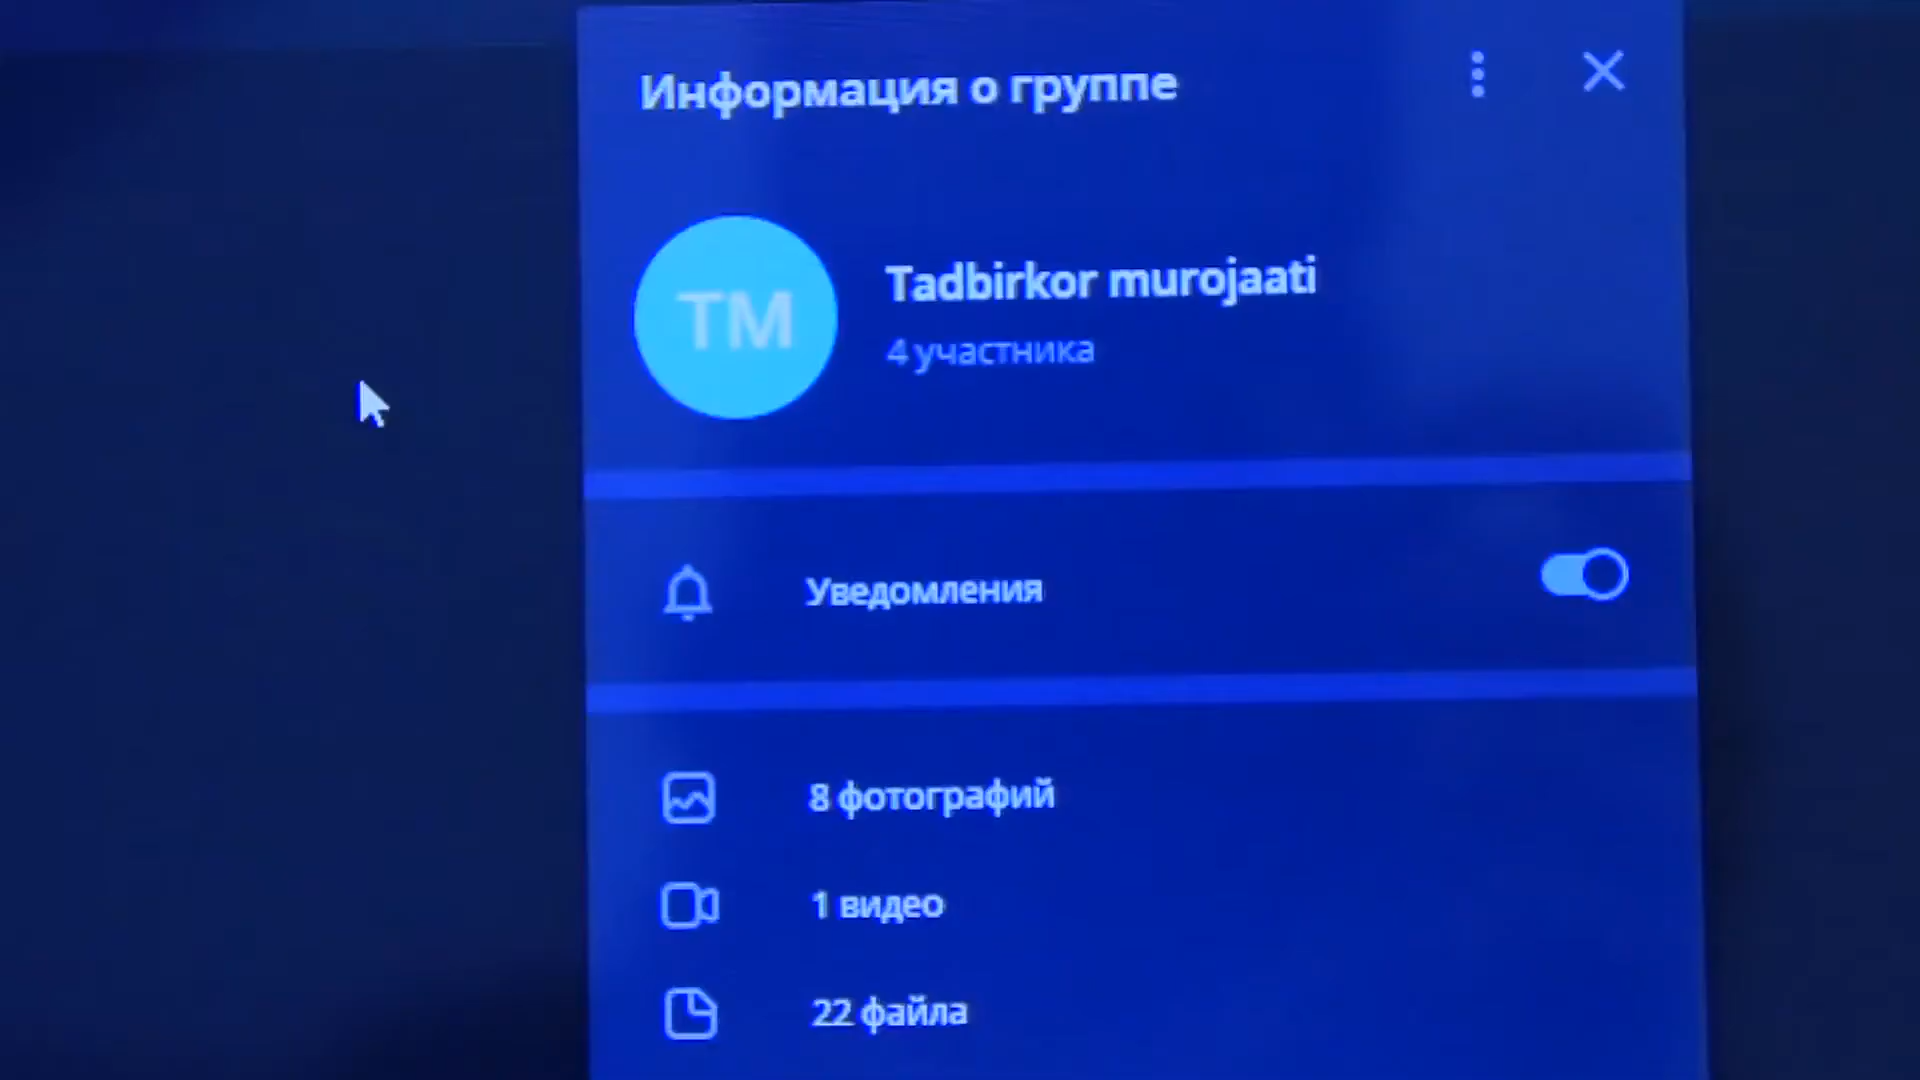 Информация о группе
TM
Tadbirkor murojaati
4 участника
Уведомления
8 фотографий
1 видео
22 файла